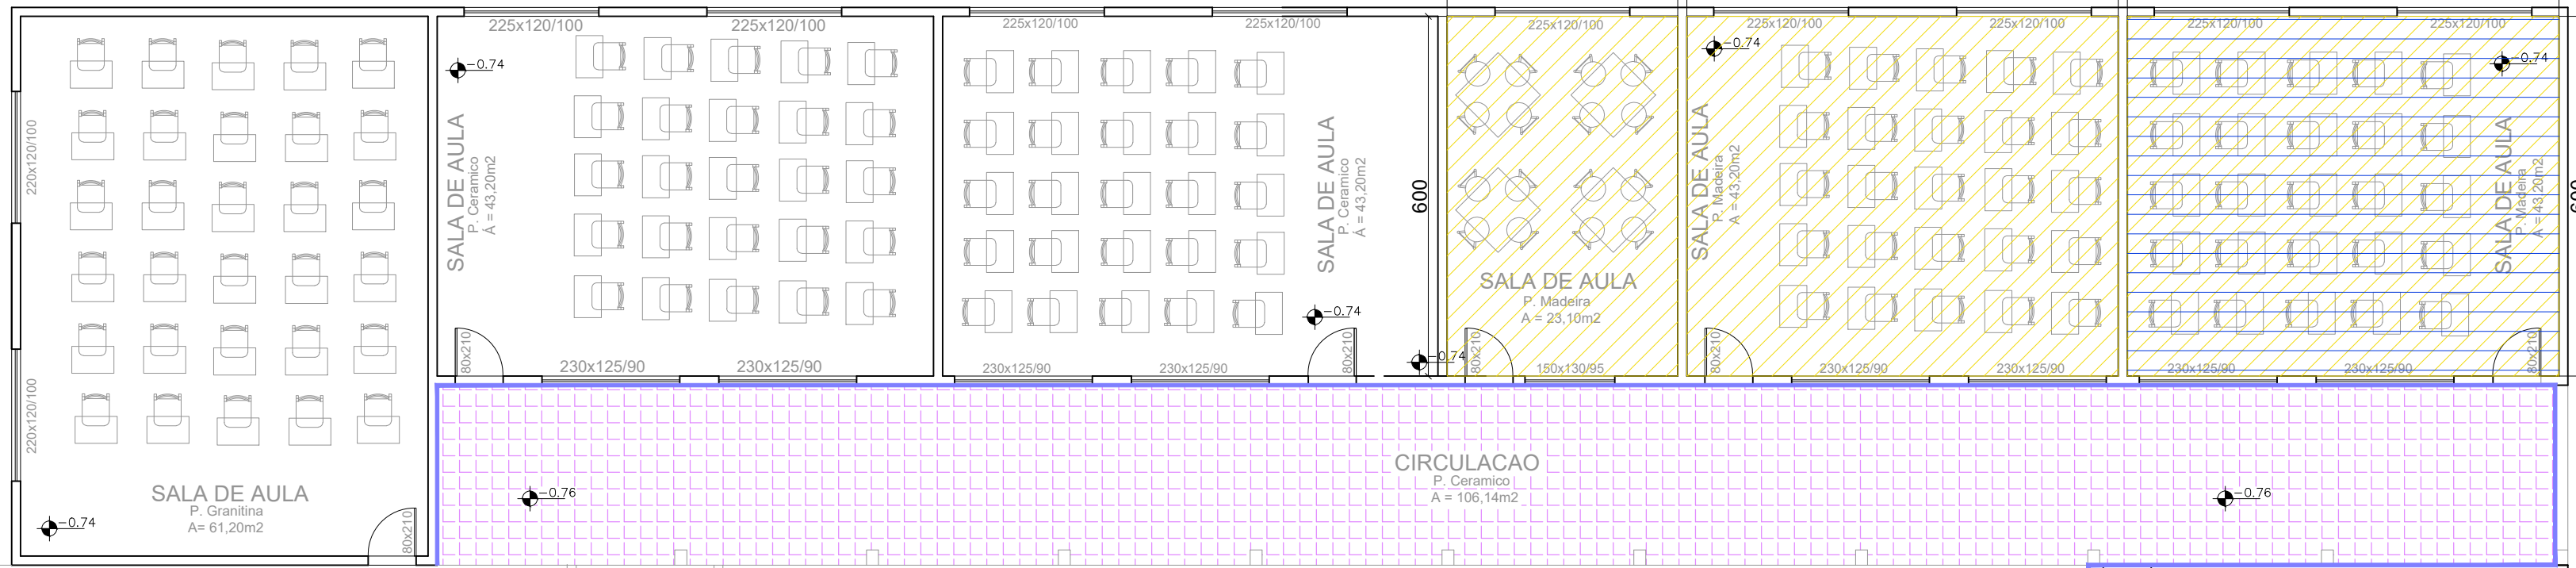 220x120/100
220x120/100
SALA DE AULA
P. Granitina
A= 61,20m2
-0.74
80x210
225x120/100
225x120/100
-0.74
SALA DE AULA
P. Ceramico
Á = 43,20m2
80x210
230x125/90
230x125/90
225x120/100
225x120/100
SALA DE AULA
P. Ceramico
Á = 43,20m2
-0.74
80x210
230x125/90
230x125/90
600
-0.74
225x120/100
SALA DE AULA
P. Madeira
A = 23,10m2
80x210
150x130/95
225x120/100
225x120/100
-0.74
SALA DE AULA
P. Madeira
A = 43,20m2
80x210
230x125/90
230x125/90
225x120/100
225x120/100
-0.74
SALA DE AULA
P. Madeira
A = 43,20m2
80x210
230x125/90
230x125/90
CIRCULACAO
P. Ceramico
A = 106,14m2
-0.76
-0.76